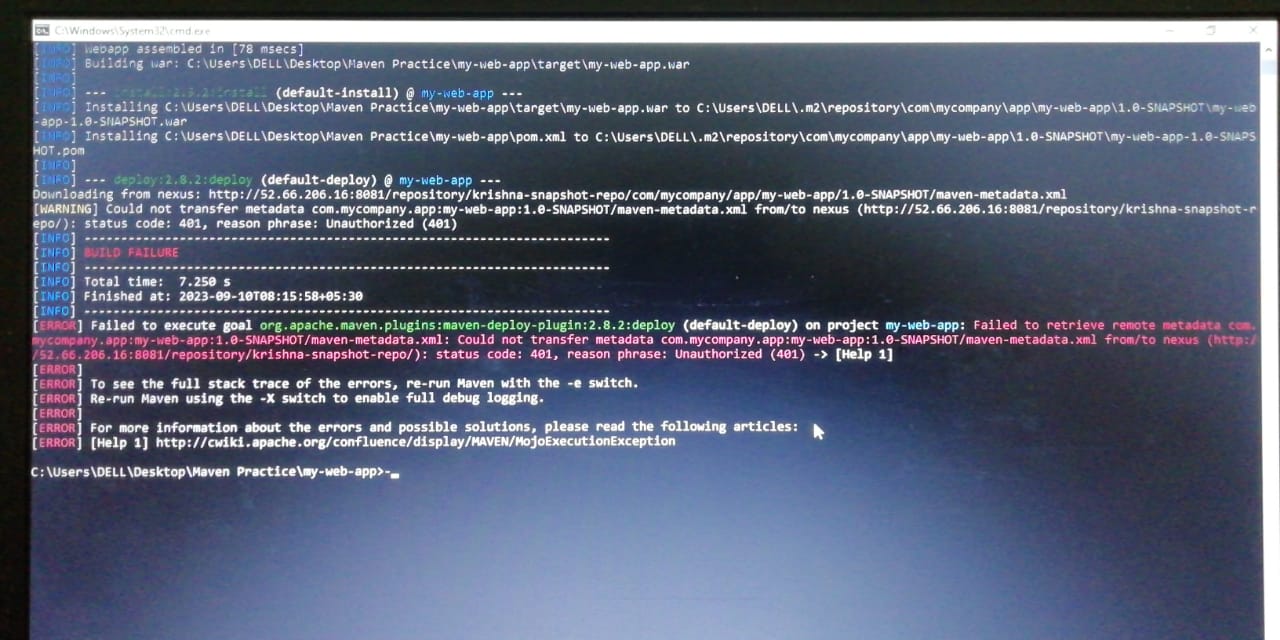 C:\Windows\System32\cmd.exe
[INFO] Webapp assembled in [78 msecs]
[INFO] Building war: C:\Users\DELL\Desktop\Maven Practice\my-web-app\target\my-web-app.war
[INFO]
[INFO] --- install:2.5.2:install (default-install) @ my-web-app ---
[INFO] Installing C:\Users\DELL\Desktop\Maven Practice\my-web-app\target\my-web-app.war to C:\Users\DELL\.m2\repository\com\mycompany\app\my-web-app\1.0-SNAPSHOT\my-web
-app-1.0-SNAPSHOT.war
[INFO] Installing C:\Users\DELL\Desktop\Maven Practice\my-web-app\pom.xml to C:\Users\DELL\.m2\repository\com\mycompany\app\my-web-app\1.0-SNAPSHOT\my-web-app-1.0-SNAPS
HOT.pom
[INFO]
[INFO] --- deploy:2.8.2:deploy (default-deploy) @ my-web-app ---
Downloading from nexus: http://52.66.206.16:8081/repository/krishna-snapshot-repo/com/mycompany/app/my-web-app/1.0-SNAPSHOT/maven-metadata.xml
[WARNING] Could not transfer metadata com.mycompany.app:my-web-app:1.0-SNAPSHOT/maven-metadata.xml from/to nexus (http://52.66.206.16:8081/repository/krishna-snapshot-r
epo/): status code: 401, reason phrase: Unauthorized (401)
[INFO] ------------------------------------------------------------------------
[INFO] BUILD FAILURE
[INFO] ------------------------------------------------------------------------
[INFO] Total time:  7.250 s
[INFO] Finished at: 2023-09-10T08:15:58+05:30
[INFO] ------------------------------------------------------------------------
[ERROR] Failed to execute goal org.apache.maven.plugins:maven-deploy-plugin:2.8.2:deploy (default-deploy) on project my-web-app: Failed to retrieve remote metadata com.
mycompany.app:my-web-app:1.0-SNAPSHOT/maven-metadata.xml: Could not transfer metadata com.mycompany.app:my-web-app:1.0-SNAPSHOT/maven-metadata.xml from/to nexus (http:/
/52.66.206.16:8081/repository/krishna-snapshot-repo/): status code: 401, reason phrase: Unauthorized (401) -> [Help 1]
[ERROR]
[ERROR] To see the full stack trace of the errors, re-run Maven with the -e switch.
[ERROR] Re-run Maven using the -X switch to enable full debug logging.
[ERROR]
[ERROR] For more information about the errors and possible solutions, please read the following articles:
[ERROR] [Help 1] http://cwiki.apache.org/confluence/display/MAVEN/MojoExecutionException
C:\Users\DELL\Desktop\Maven Practice\my-web-app>-_